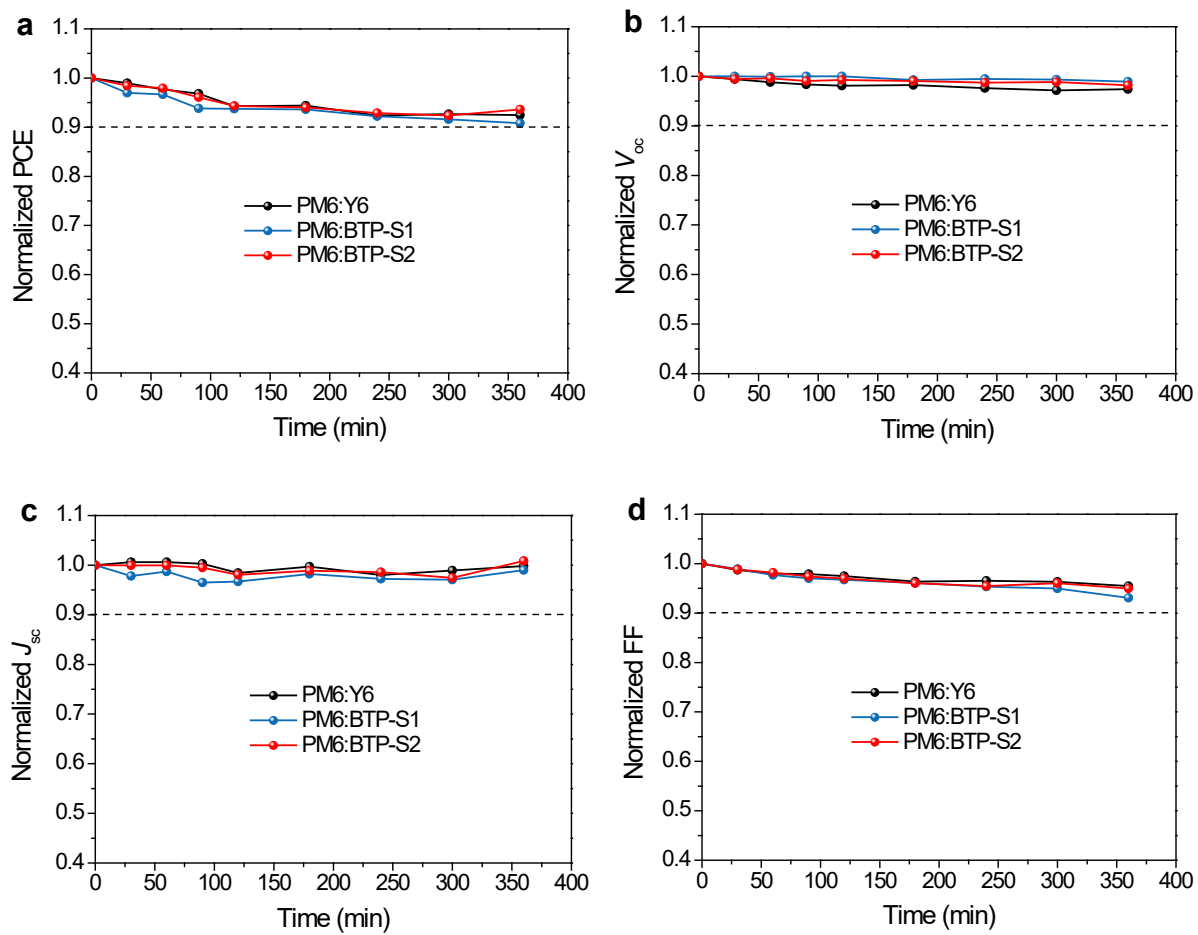 a
1.1
1.0
0.9
0.8
0.7
0.6
0.5
0.4
Normalized PCE
PM6:Y6
PM6:BTP-S1
PM6:BTP-S2
0 50 100 150 200 250 300 350 400
Time (min)
b
1.1
1.0
0.9
0.8
0.7
0.6
0.5
0.4
Normalized Voc
PM6:Y6
PM6:BTP-S1
PM6:BTP-S2
0 50 100 150 200 250 300 350 400
Time (min)
c
1.1
1.0
0.9
0.8
0.7
0.6
0.5
0.4
Normalized Jsc
PM6:Y6
PM6:BTP-S1
PM6:BTP-S2
0 50 100 150 200 250 300 350 400
Time (min)
d
1.1
1.0
0.9
0.8
0.7
0.6
0.5
0.4
Normalized FF
PM6:Y6
PM6:BTP-S1
PM6:BTP-S2
0 50 100 150 200 250 300 350 400
Time (min)